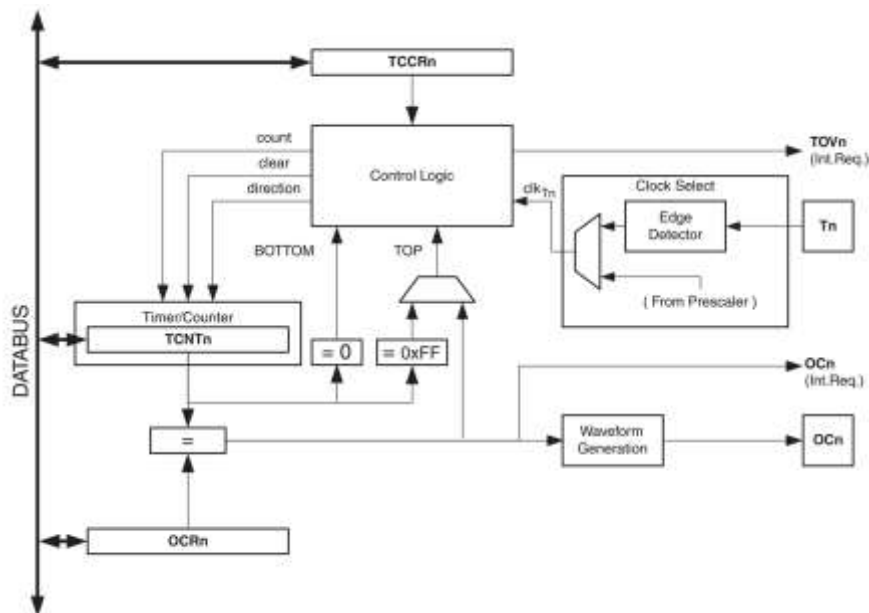 TCCRn
count
clear
direction
Control Logic
TOVn
(Int.Req.)
clkTn
Clock Select
Edge
Detector
Tn
( From Prescaler )
BOTTOM
TOP
Timer/Counter
TCNTn
= 0
= 0xFF
OCn
(Int.Req.)
=
Waveform
Generation
OCn
OCRn
DATABUS